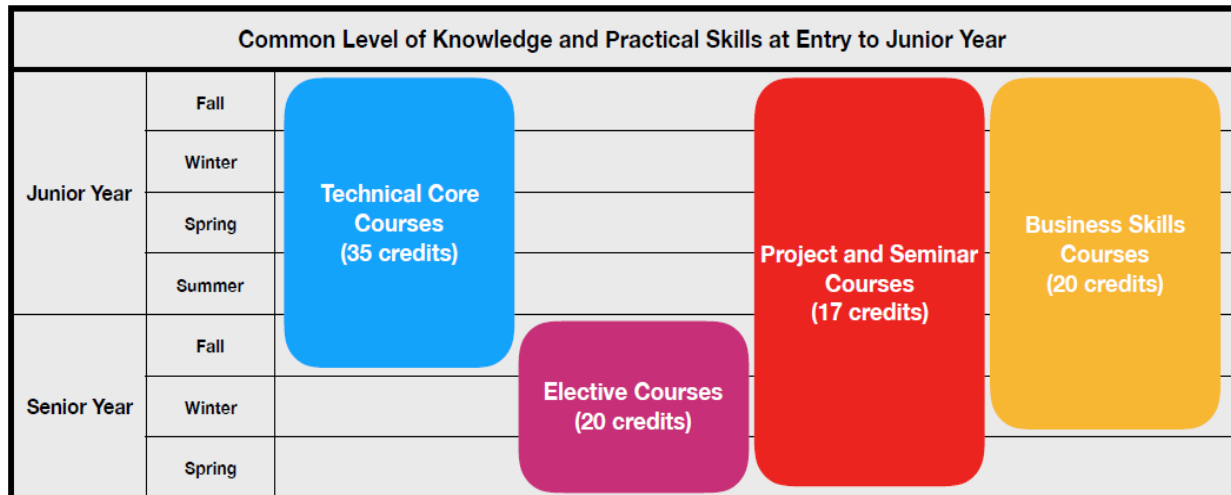 Common Level of Knowledge and Practical Skills at Entry to Junior Year
Junior Year
Fall
Winter
Spring
Summer
Senior Year
Fall
Winter
Spring
Technical Core
Courses
(35 credits)
Elective Courses
(20 credits)
Project and Seminar
Courses
(17 credits)
Business Skills
Courses
(20 credits)